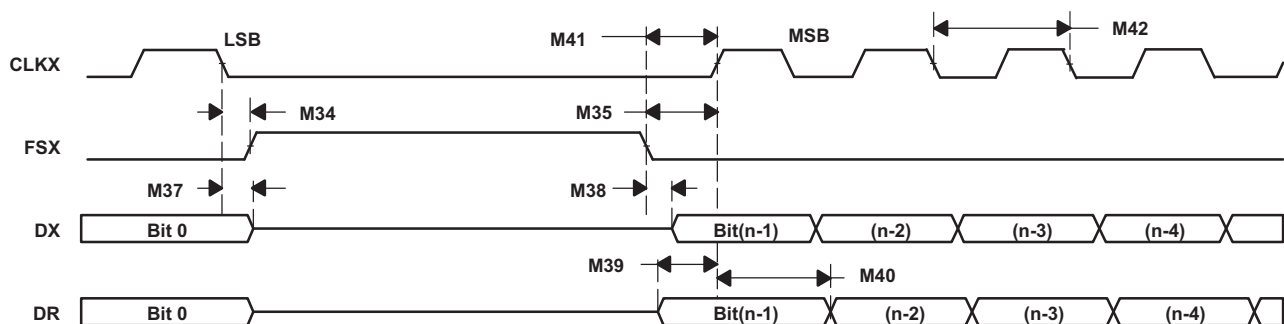 LSB M41 MSB M42
CLKX
M34 M35
FSX
M37 M38
DX Bit 0 Bit(n-1) (n-2) (n-3) (n-4)
M39 M40
DR Bit 0 Bit(n-1) (n-2) (n-3) (n-4)